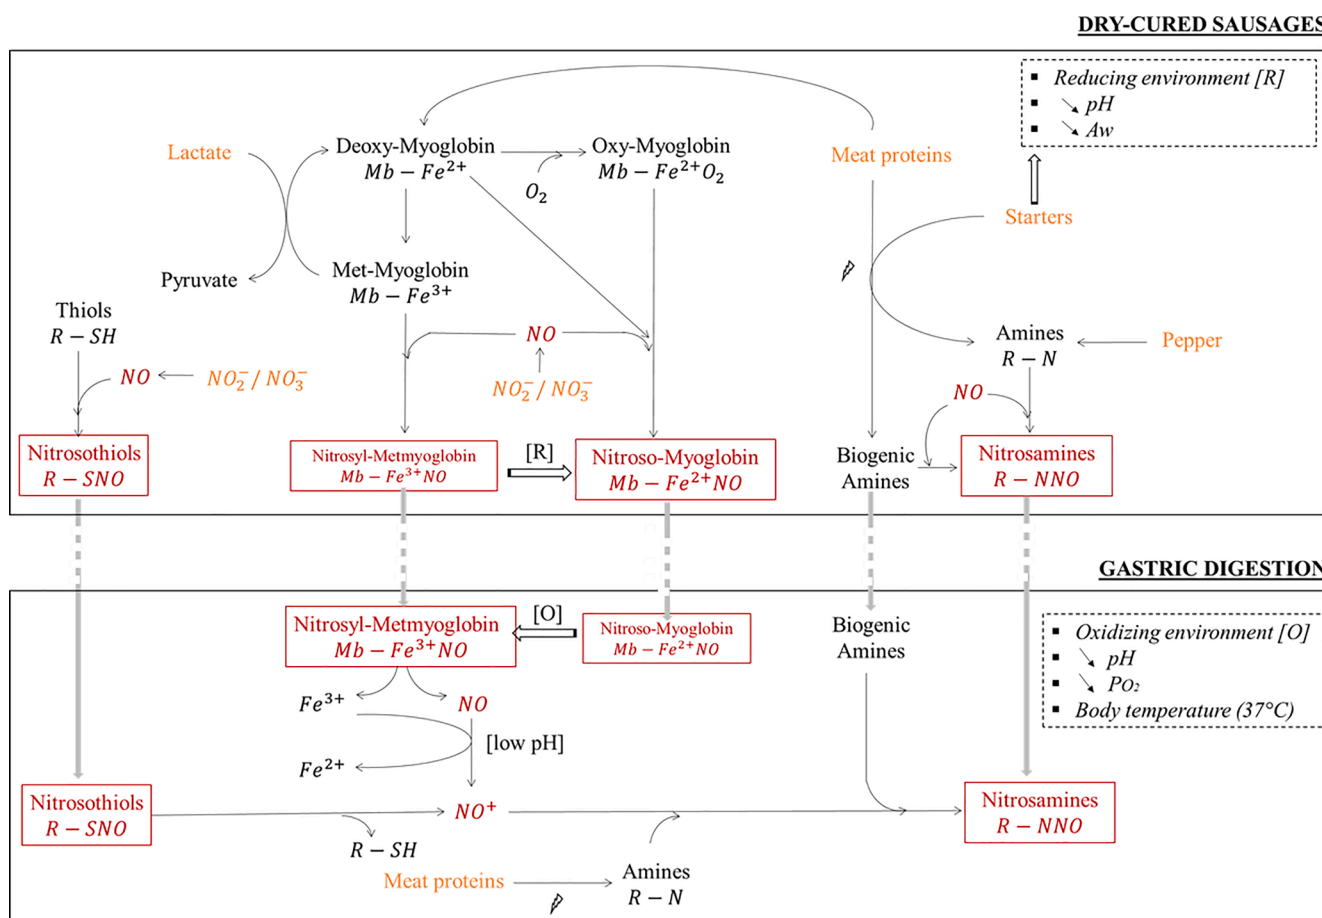 DRY-CURED SAUSAGES
▪ Reducing environment [R]
▪ ↘ pH
▪ ↘ Aw
Lactate
Deoxy-Myoglobin
Mb − Fe²⁺
O₂
Oxy-Myoglobin
Mb − Fe²⁺O₂
Meat proteins
Starters
Pyruvate
Met-Myoglobin
Mb − Fe³⁺
Thiols
R − SH
NO
NO₂⁻/ NO₃⁻
NO
NO₂⁻/ NO₃⁻
Amines
R − N
Pepper
NO
Nitrosothiols
R − SNO
Nitrosyl-Metmyoglobin
Mb − Fe³⁺NO
[R]
Nitroso-Myoglobin
Mb − Fe²⁺NO
Biogenic
Amines
Nitrosamines
R − NNO
GASTRIC DIGESTION
▪ Oxidizing environment [O]
▪ ↘ pH
▪ ↘ PO₂
▪ Body temperature (37°C)
Nitrosyl-Metmyoglobin
Mb − Fe³⁺NO
[O]
Nitroso-Myoglobin
Mb − Fe²⁺NO
Biogenic
Amines
Fe³⁺
NO
[low pH]
Fe²⁺
Nitrosothiols
R − SNO
NO⁺
Nitrosamines
R − NNO
R − SH
Meat proteins
Amines
R − N